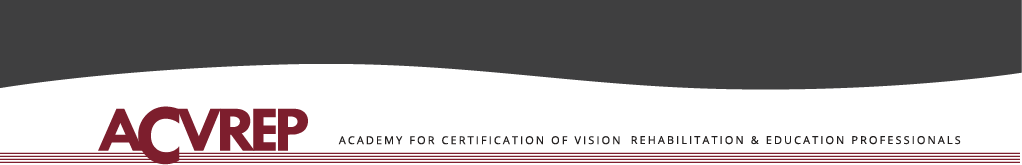 ACVREP ACADEMY FOR CERTIFICATION OF VISION REHABILITATION & EDUCATION PROFESSIONALS